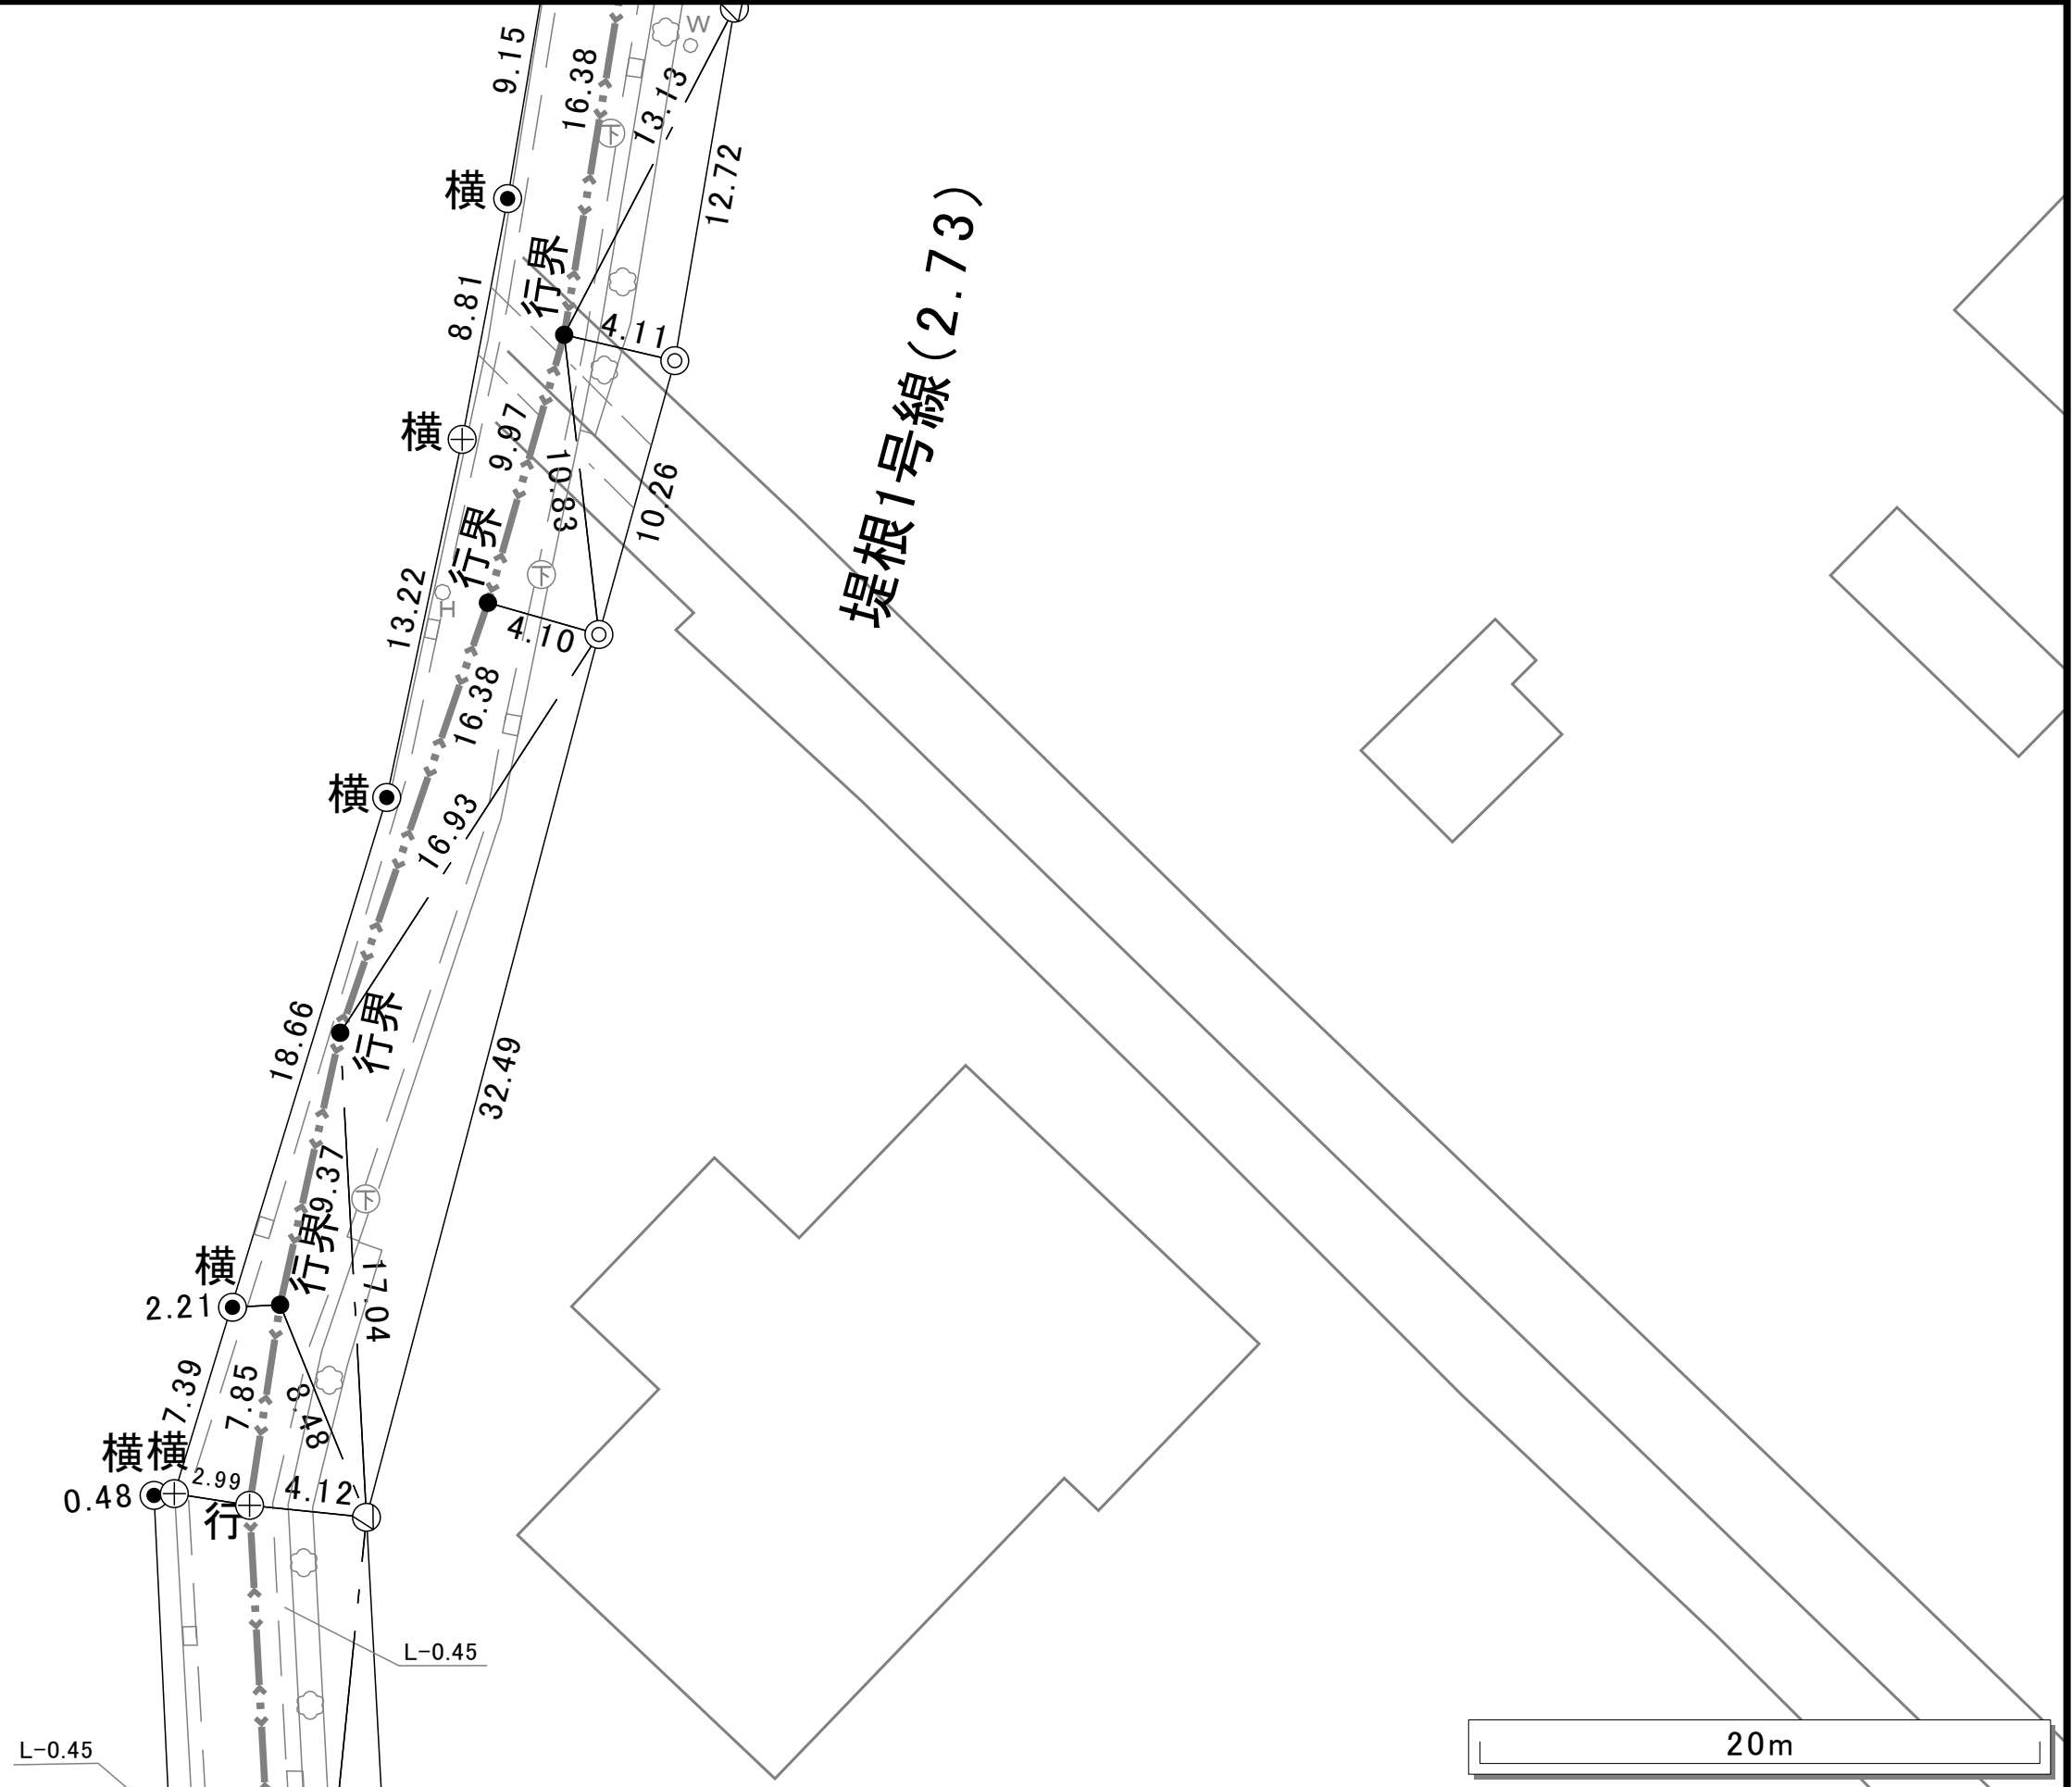 9.15
16.38
W
13.13
下
12.72
横
堤根1号線(2.73)
行界
8.81
4.11
横
9.97
10.83
10.26
行界
下
13.22
H
4.10
16.38
横
16.93
行界
18.66
32.49
9.37
下
行界
横
17.04
2.21
7.39
7.85
8.48
横横
2.99
4.12
0.48
行
L-0.45
20m
L-0.45